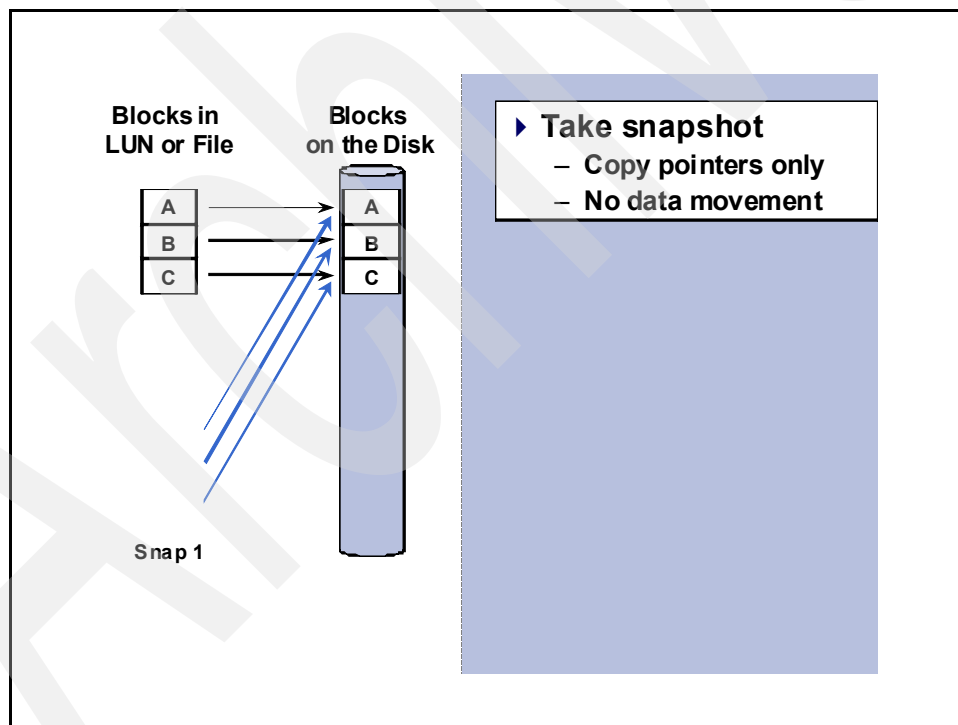 Blocks in
LUN or File
A
B
C
Blocks
on the Disk
A
B
C
Snap 1
Take snapshot
– Copy pointers only
– No data movement